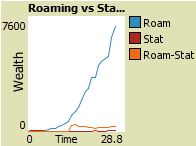 Roaming vs Sta...
7600
Wealth
0
0
Time
28.8
Roam
Stat
Roam-Stat